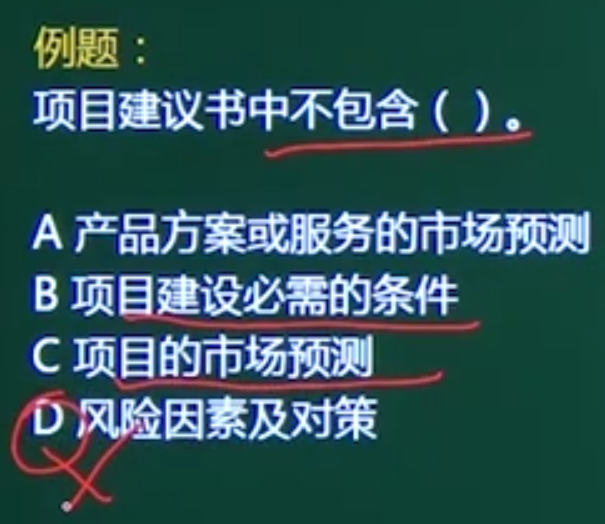 例题：
项目建议书中不包含（ ）。
A 产品方案或服务的市场预测
B 项目建设必需的条件
C 项目的市场预测
D 风险因素及对策